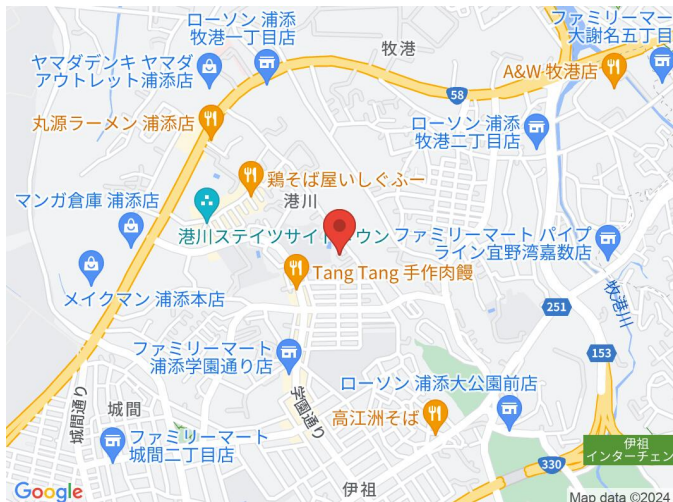 ローソン 浦添
牧港一丁目店
牧港
ファミリーマー
大謝名五丁目
ヤマダデンキ ヤマダ
アウトレット浦添店
A&W 牧港店
58
丸源ラーメン 浦添店
ローソン 浦添
牧港二丁目店
鶏そば屋いしぐふー
港川
マンガ倉庫 浦添店
港川ステイツサイドタウン
ファミリーマート パイプ
ライン宜野湾嘉数店
Tang Tang 手作肉饅
メイクマン 浦添本店
牧港川
251
ファミリーマート
浦添学園通り店
153
ローソン 浦添大公園前店
学園通り
城間通り
城間
高江洲そば
ファミリーマート
城間二丁目店
伊祖
インターチェン
330
伊祖
Google
Map data ©2024